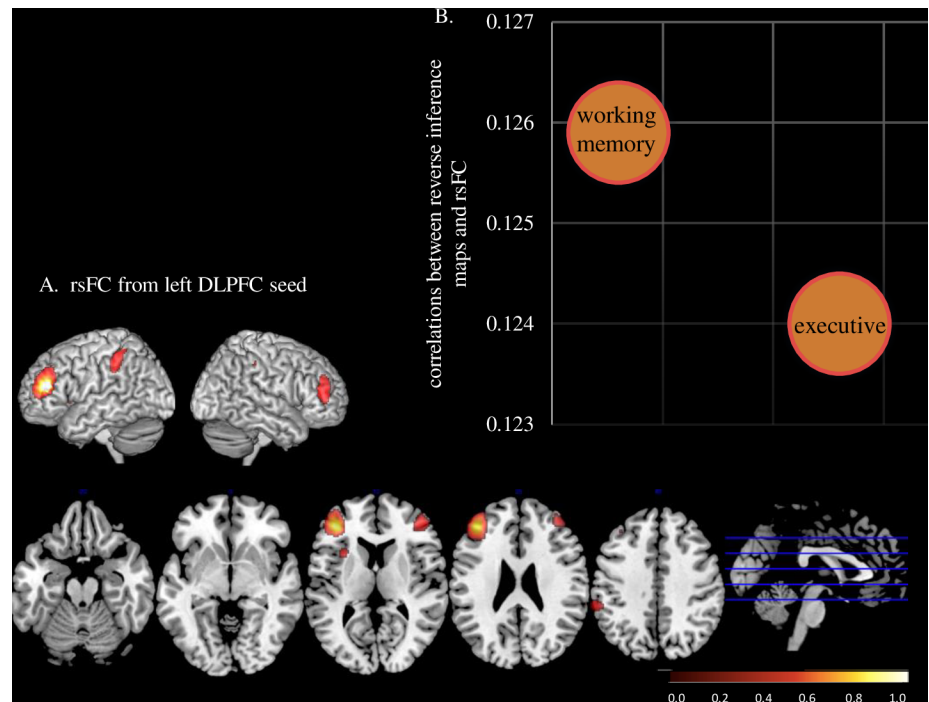 B.
correlations between reverse inference
maps and rsFC
0.127
0.126
0.125
0.124
0.123
working
memory
executive
A. rsFC from left DLPFC seed
0.0 0.2 0.4 0.6 0.8 1.0